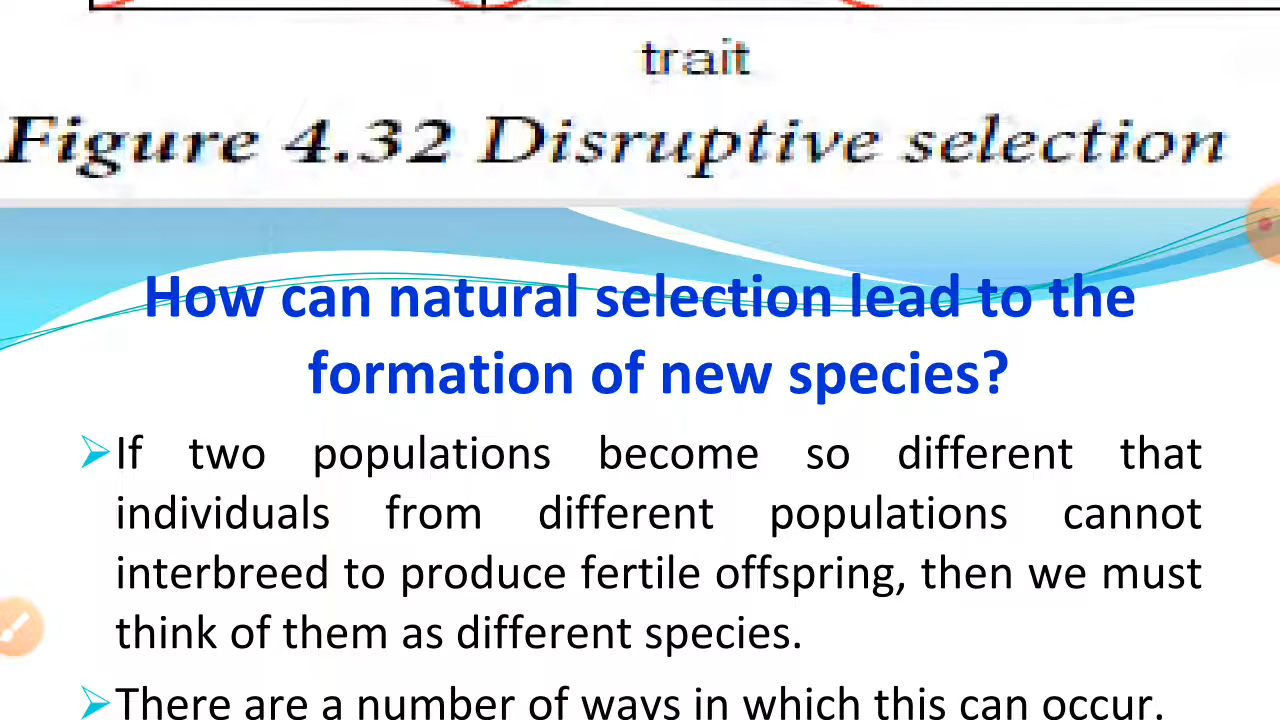 trait
Figure 4.32 Disruptive selection
How can natural selection lead to the
formation of new species?
If two populations become so different that
individuals from different populations cannot
interbreed to produce fertile offspring, then we must
think of them as different species.
There are a number of ways in which this can occur.